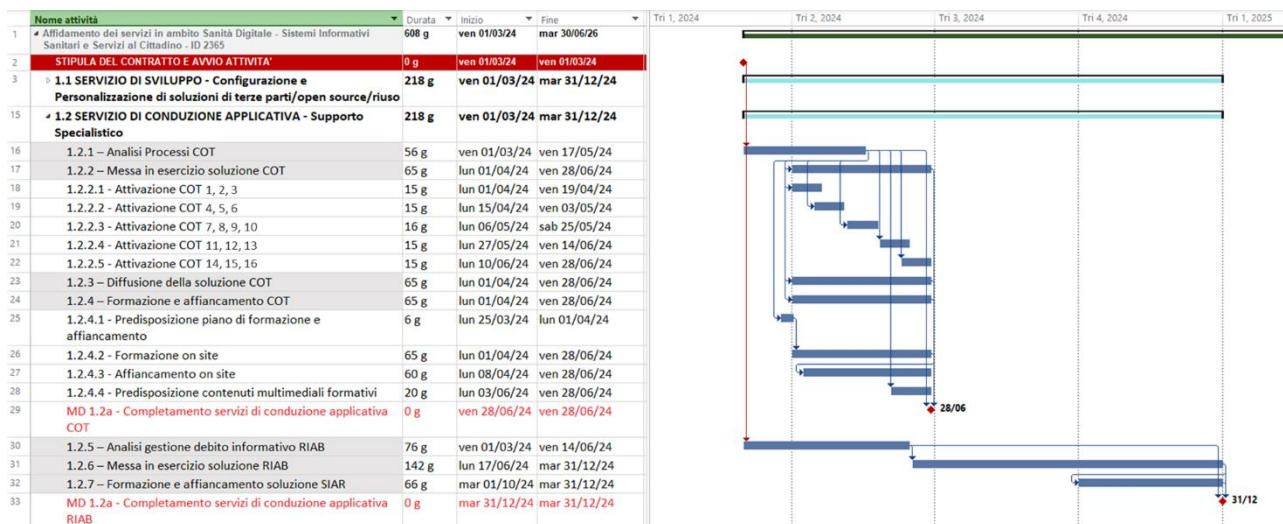 Nome attività Durata Inizio Fine Tri 1, 2024 Tri 2, 2024 Tri 3, 2024 Tri 4, 2024 Tri 1, 2025
1 Affidamento dei servizi in ambito Sanità Digitale - Sistemi Informativi 608 g ven 01/03/24 mar 30/06/26
Sanitari e Servizi al Cittadino - ID 2365
2 STIPULA DEL CONTRATTO E AVVIO ATTIVITA' 0 g ven 01/03/24 ven 01/03/24
3 1.1 SERVIZIO DI SVILUPPO - Configurazione e 218 g ven 01/03/24 mar 31/12/24
Personalizzazione di soluzioni di terze parti/open source/riuso
15 1.2 SERVIZIO DI CONDUZIONE APPLICATIVA - Supporto 218 g ven 01/03/24 mar 31/12/24
Specialistico
16 1.2.1 – Analisi Processi COT 56 g ven 01/03/24 ven 17/05/24
17 1.2.2 – Messa in esercizio soluzione COT 65 g lun 01/04/24 ven 28/06/24
18 1.2.2.1 - Attivazione COT 1, 2, 3 15 g lun 01/04/24 ven 19/04/24
19 1.2.2.2 - Attivazione COT 4, 5, 6 15 g lun 15/04/24 ven 03/05/24
20 1.2.2.3 - Attivazione COT 7, 8, 9, 10 16 g lun 06/05/24 sab 25/05/24
21 1.2.2.4 - Attivazione COT 11, 12, 13 15 g lun 27/05/24 ven 14/06/24
22 1.2.2.5 - Attivazione COT 14, 15, 16 15 g lun 10/06/24 ven 28/06/24
23 1.2.3 – Diffusione della soluzione COT 65 g lun 01/04/24 ven 28/06/24
24 1.2.4 – Formazione e affiancamento COT 65 g lun 01/04/24 ven 28/06/24
25 1.2.4.1 - Predisposizione piano di formazione e 6 g lun 25/03/24 lun 01/04/24
affiancamento
26 1.2.4.2 - Formazione on site 65 g lun 01/04/24 ven 28/06/24
27 1.2.4.3 - Affiancamento on site 60 g lun 08/04/24 ven 28/06/24
28 1.2.4.4 - Predisposizione contenuti multimediali formativi 20 g lun 03/06/24 ven 28/06/24
29 MD 1.2a - Completamento servizi di conduzione applicativa 0 g ven 28/06/24 ven 28/06/24 28/06
COT
30 1.2.5 – Analisi gestione debito informativo RIAB 76 g ven 01/03/24 ven 14/06/24
31 1.2.6 – Messa in esercizio soluzione RIAB 142 g lun 17/06/24 mar 31/12/24
32 1.2.7 – Formazione e affiancamento soluzione SIAR 66 g mar 01/10/24 mar 31/12/24
33 MD 1.2a - Completamento servizi di conduzione applicativa 0 g mar 31/12/24 mar 31/12/24 31/12
RIAB